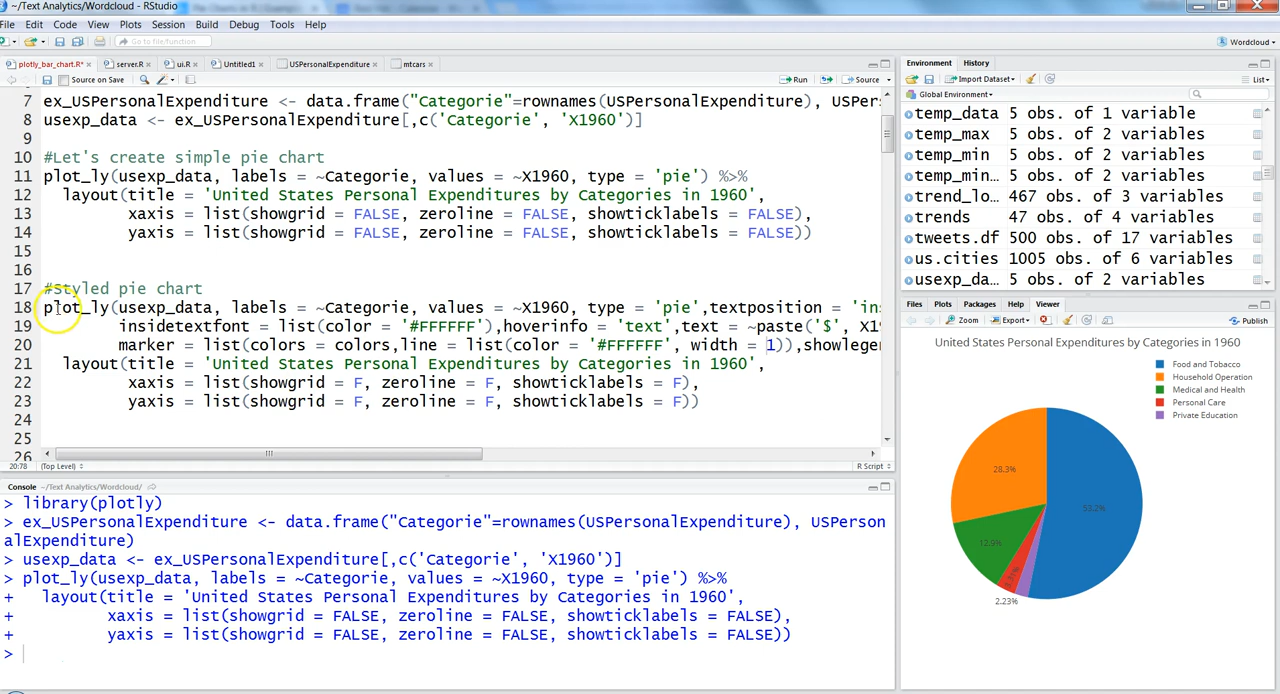 ~/Text Analytics/Wordcloud - RStudio
File Edit Code View Plots Session Build Debug Tools Help
Go to file/function
Wordcloud
plotly_bar_chart.R* server.R ui.R Untitled1 USPersonalExpenditure mtcars
Source on Save Run Source
7 ex_USPersonalExpenditure <- data.frame("Categorie"=rownames(USPersonalExpenditure), USPers
8 usexp_data <- ex_USPersonalExpenditure[,c('Categorie', 'X1960')]
9
10 #Let's create simple pie chart
11 plot_ly(usexp_data, labels = ~Categorie, values = ~X1960, type = 'pie') %>%
12 layout(title = 'United States Personal Expenditures by Categories in 1960',
13 xaxis = list(showgrid = FALSE, zeroline = FALSE, showticklabels = FALSE),
14 yaxis = list(showgrid = FALSE, zeroline = FALSE, showticklabels = FALSE))
15
16
17 #Styled pie chart
18 plot_ly(usexp_data, labels = ~Categorie, values = ~X1960, type = 'pie',textposition = 'ins
19 insidetextfont = list(color = '#FFFFFF'),hoverinfo = 'text',text = ~paste('$', X19
20 marker = list(colors = colors,line = list(color = '#FFFFFF', width = 1)),showlegen
21 layout(title = 'United States Personal Expenditures by Categories in 1960',
22 xaxis = list(showgrid = F, zeroline = F, showticklabels = F),
23 yaxis = list(showgrid = F, zeroline = F, showticklabels = F))
24
25
26
20:78 (Top Level) R Script
Console ~/Text Analytics/Wordcloud/
> library(plotly)
> ex_USPersonalExpenditure <- data.frame("Categorie"=rownames(USPersonalExpenditure), USPerson
alExpenditure)
> usexp_data <- ex_USPersonalExpenditure[,c('Categorie', 'X1960')]
> plot_ly(usexp_data, labels = ~Categorie, values = ~X1960, type = 'pie') %>%
+ layout(title = 'United States Personal Expenditures by Categories in 1960',
+ xaxis = list(showgrid = FALSE, zeroline = FALSE, showticklabels = FALSE),
+ yaxis = list(showgrid = FALSE, zeroline = FALSE, showticklabels = FALSE))
>
Environment History
Import Dataset List
Global Environment
temp_data 5 obs. of 1 variable
temp_max 5 obs. of 2 variables
temp_min 5 obs. of 2 variables
temp_min… 5 obs. of 2 variables
trend_lo… 467 obs. of 3 variables
trends 47 obs. of 4 variables
tweets.df 500 obs. of 17 variables
us.cities 1005 obs. of 6 variables
usexp_da… 5 obs. of 2 variables
Files Plots Packages Help Viewer
Zoom Export Publish
United States Personal Expenditures by Categories in 1960
Food and Tobacco
Household Operation
Medical and Health
Personal Care
Private Education
28.3%
53.2%
12.9%
2.23%